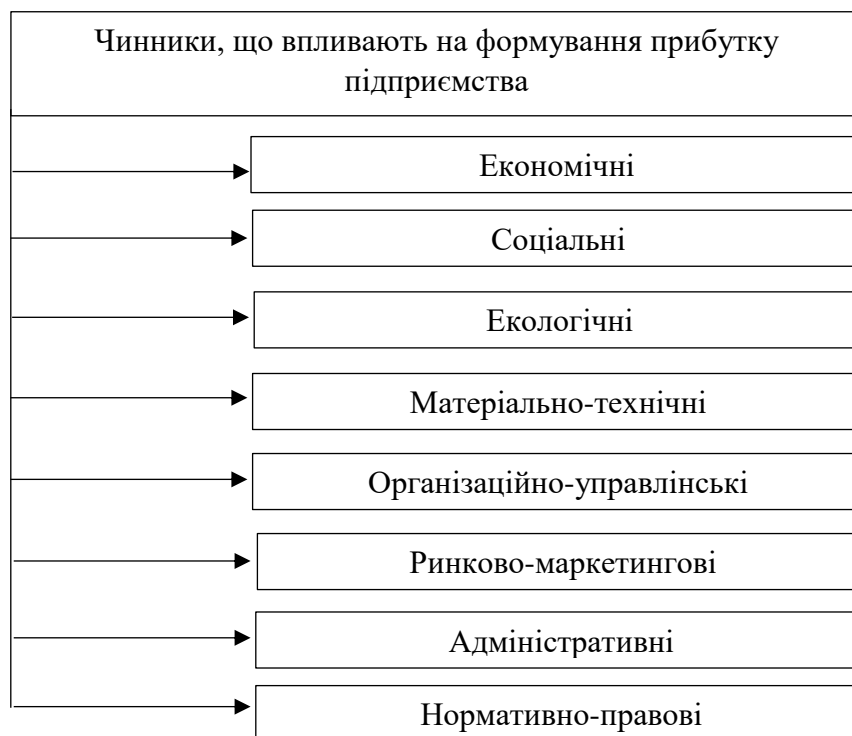 Чинники, що впливають на формування прибутку
підприємства
Економічні
Соціальні
Екологічні
Матеріально-технічні
Організаційно-управлінські
Ринково-маркетингові
Адміністративні
Нормативно-правові